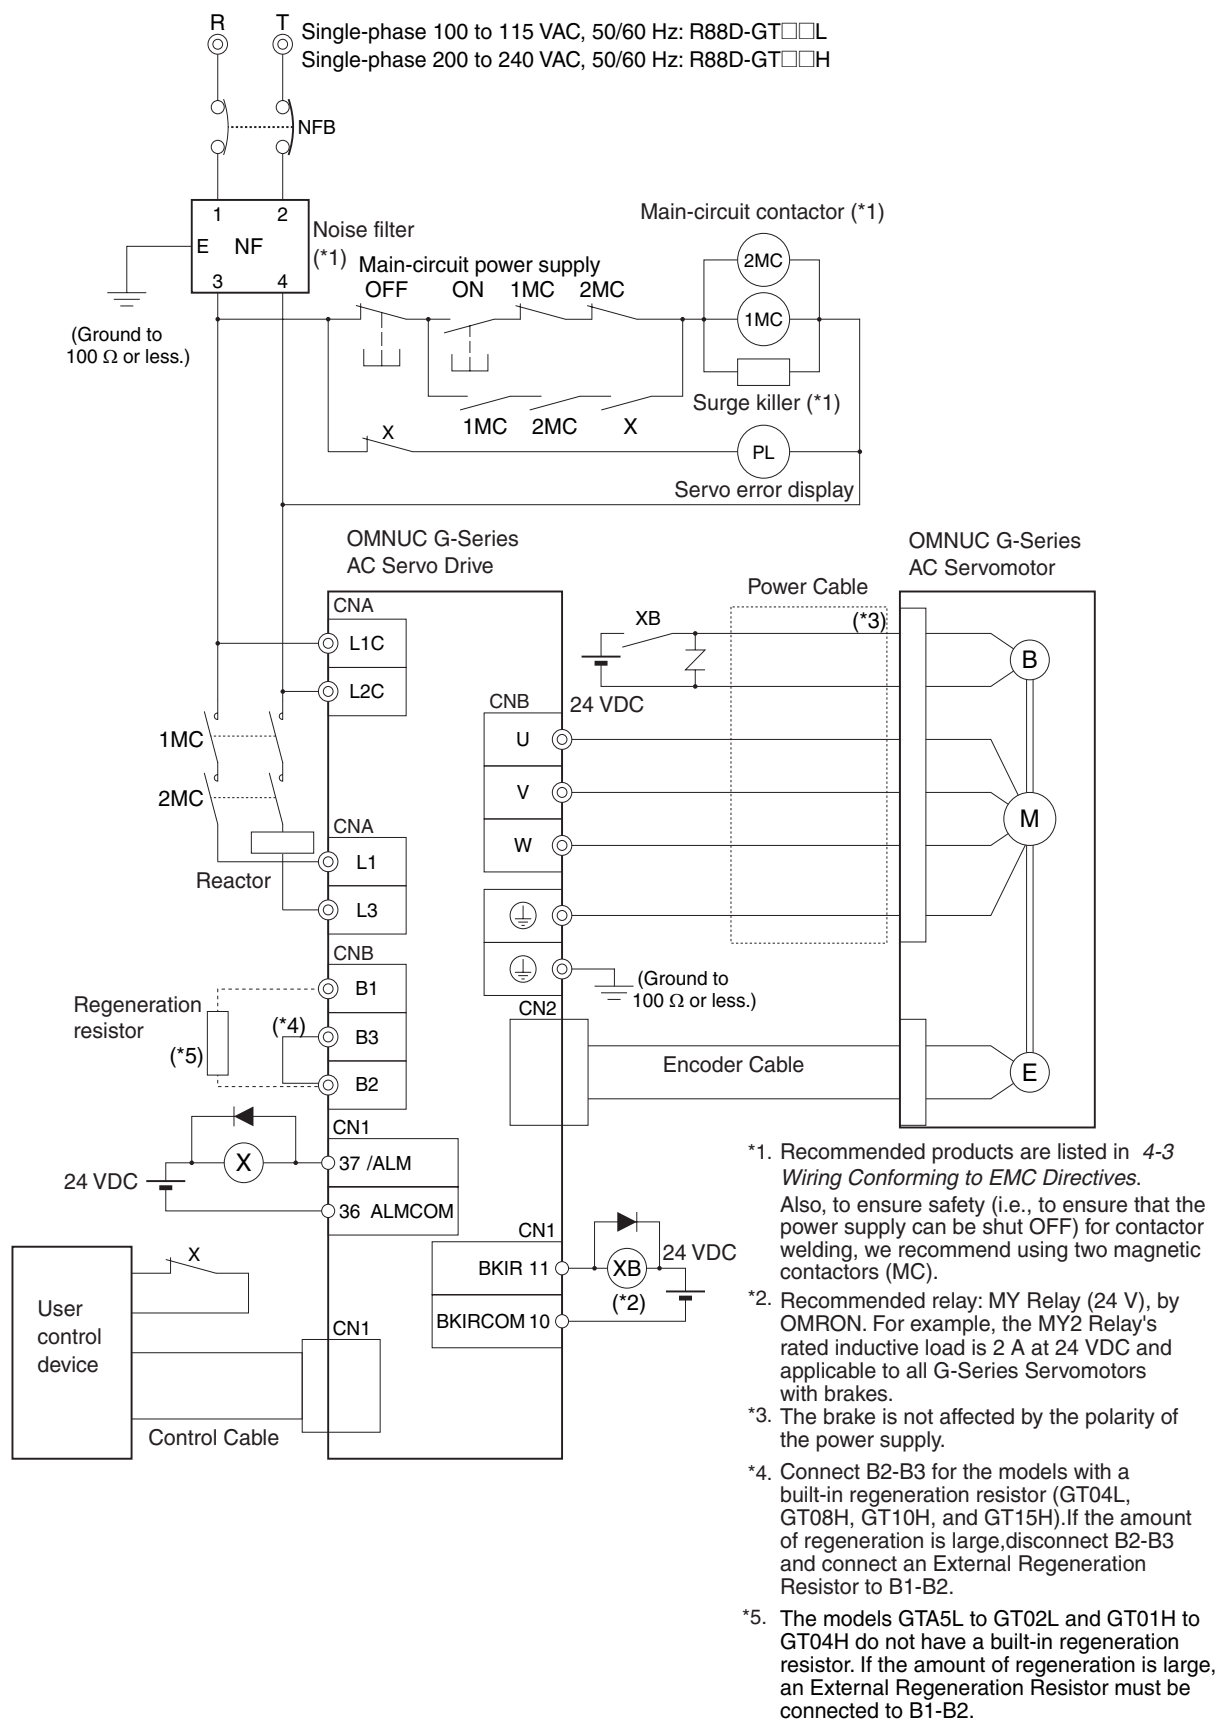 R T
Single-phase 100 to 115 VAC, 50/60 Hz: R88D-GT□□L
Single-phase 200 to 240 VAC, 50/60 Hz: R88D-GT□□H
NFB
1 2
E NF
3 4
Noise filter
(*1)
(Ground to
100 Ω or less.)
Main-circuit power supply
OFF ON 1MC 2MC
Main-circuit contactor (*1)
2MC
1MC
Surge killer (*1)
1MC 2MC X
X
PL
Servo error display
OMNUC G-Series
AC Servo Drive
OMNUC G-Series
AC Servomotor
Power Cable
CNA
L1C
L2C
XB
(*3)
24 VDC
B
CNB
U
V
W
M
1MC
2MC
Reactor
CNA
L1
L3
CNB
B1
B3
B2
Regeneration
resistor
(*5)
(*4)
(Ground to
100 Ω or less.)
CN2
Encoder Cable
E
CN1
37 /ALM
36 ALMCOM
X
24 VDC
CN1
BKIR 11
BKIRCOM 10
XB
(*2)
24 VDC
X
User
control
device
CN1
Control Cable
*1. Recommended products are listed in 4-3
Wiring Conforming to EMC Directives.
Also, to ensure safety (i.e., to ensure that the
power supply can be shut OFF) for contactor
welding, we recommend using two magnetic
contactors (MC).
*2. Recommended relay: MY Relay (24 V), by
OMRON. For example, the MY2 Relay's
rated inductive load is 2 A at 24 VDC and
applicable to all G-Series Servomotors
with brakes.
*3. The brake is not affected by the polarity of
the power supply.
*4. Connect B2-B3 for the models with a
built-in regeneration resistor (GT04L,
GT08H, GT10H, and GT15H).If the amount
of regeneration is large,disconnect B2-B3
and connect an External Regeneration
Resistor to B1-B2.
*5. The models GTA5L to GT02L and GT01H to
GT04H do not have a built-in regeneration
resistor. If the amount of regeneration is large,
an External Regeneration Resistor must be
connected to B1-B2.